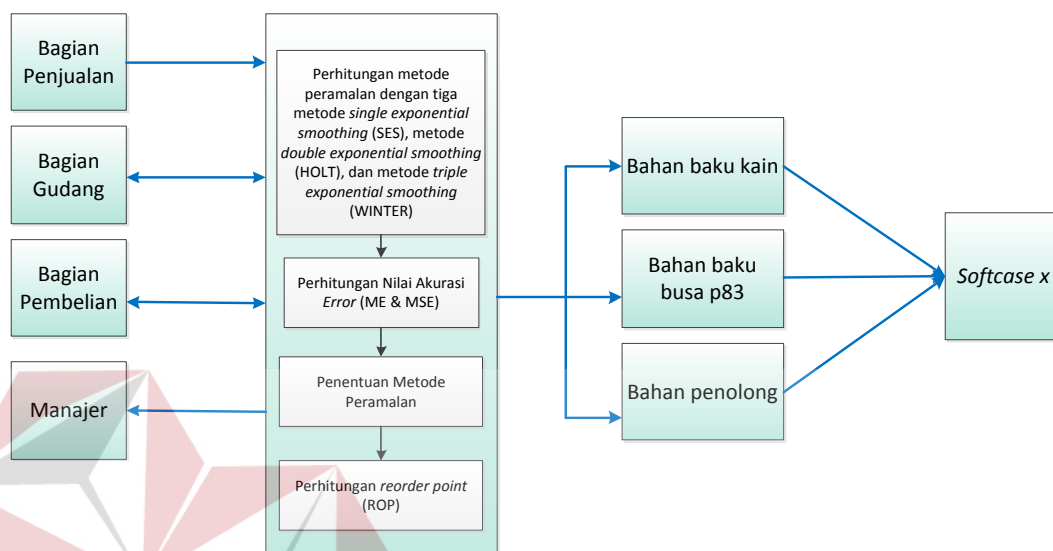 Bagian
Penjualan
Bagian
Gudang
Bagian
Pembelian
Manajer
Perhitungan metode
peramalan dengan tiga
metode single exponential
smoothing (SES), metode
double exponential smoothing
(HOLT), dan metode triple
exponential smoothing
(WINTER)
Perhitungan Nilai Akurasi
Error (ME & MSE)
Penentuan Metode
Peramalan
Perhitungan reorder point
(ROP)
Bahan baku kain
Bahan baku
busa p83
Bahan penolong
Softcase x